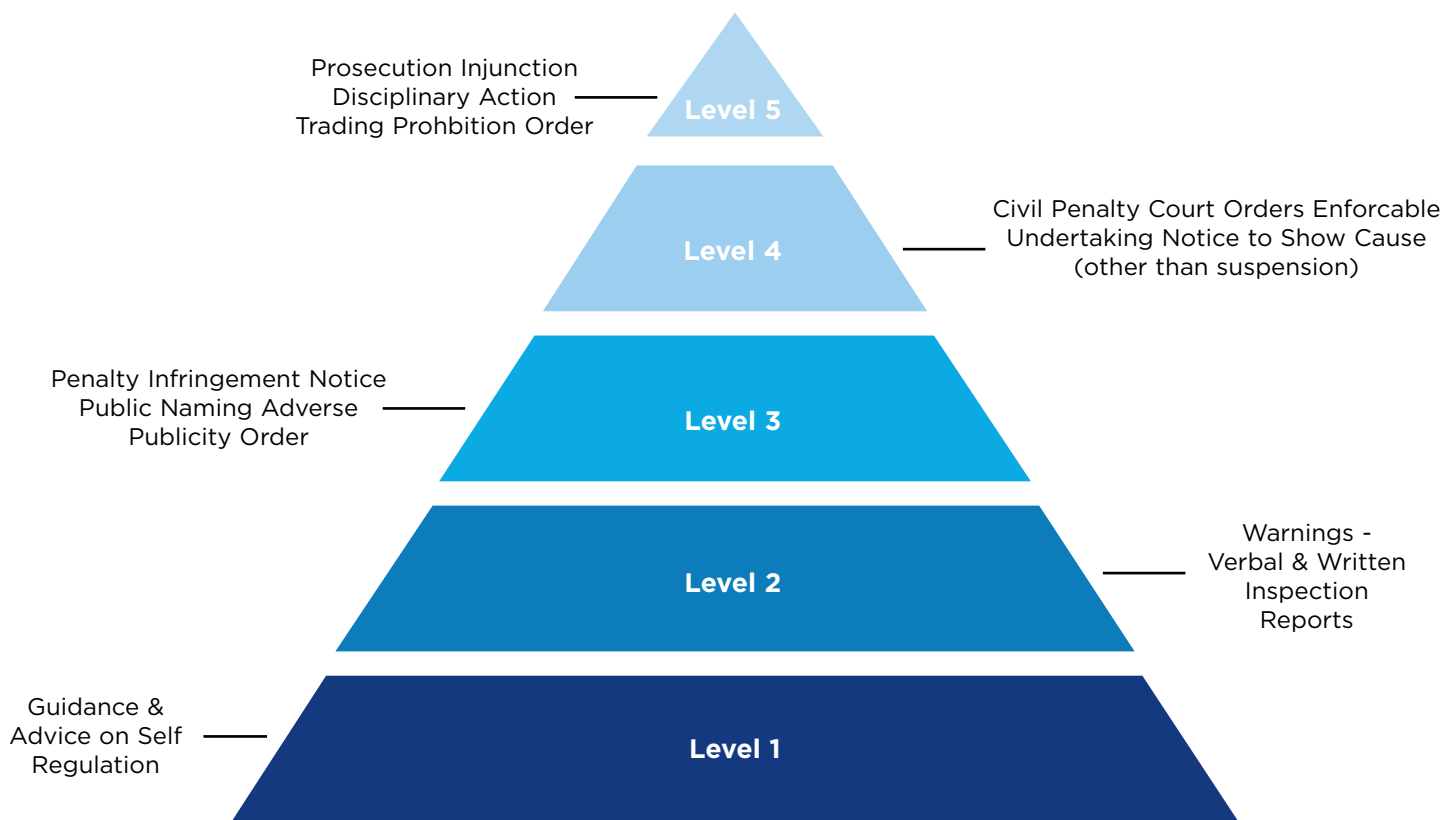 Prosecution Injunction
Disciplinary Action
Trading Prohbition Order
Level 5
Level 4
Civil Penalty Court Orders Enforcable
Undertaking Notice to Show Cause
(other than suspension)
Penalty Infringement Notice
Public Naming Adverse
Publicity Order
Level 3
Level 2
Warnings -
Verbal & Written
Inspection
Reports
Guidance &
Advice on Self
Regulation
Level 1